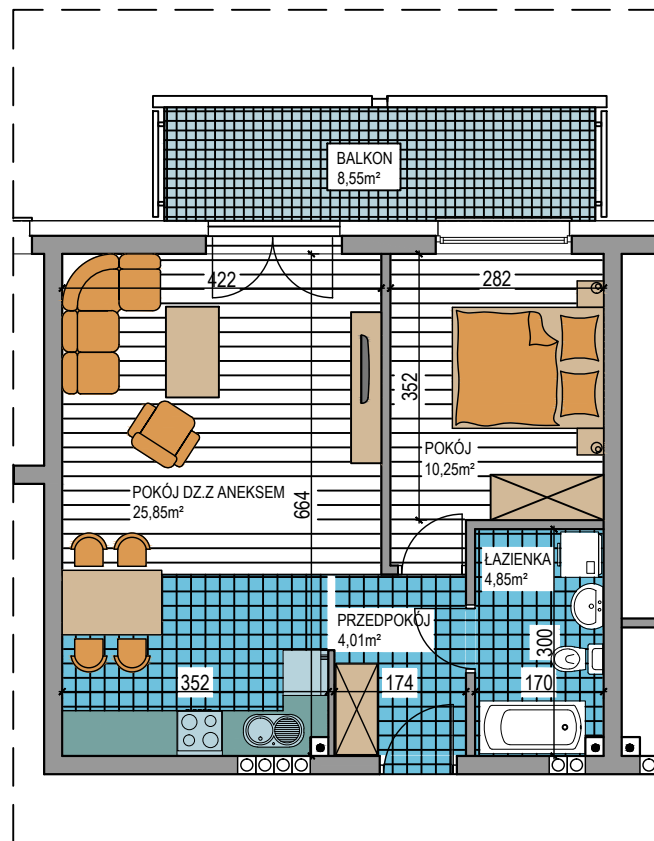 BALKON
8,55m²
422
282
352
POKÓJ
10,25m²
POKÓJ DZ.Z ANEKSEM
25,85m²
664
ŁAZIENKA
4,85m²
PRZEDPOKÓJ
4,01m²
300
352
174
170